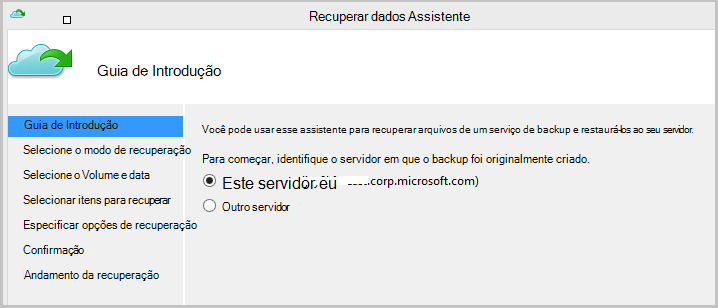 Recuperar dados Assistente
Guia de Introdução
Guia de Introdução
Selecione o modo de recuperação
Selecione o Volume e data
Selecionar itens para recuperar
Especificar opções de recuperação
Confirmação
Andamento da recuperação
Você pode usar esse assistente para recuperar arquivos de um serviço de backup e restaurá-los ao seu servidor.
Para começar, identifique o servidor em que o backup foi originalmente criado.
Este servidor eu .corp.microsoft.com)
Outro servidor